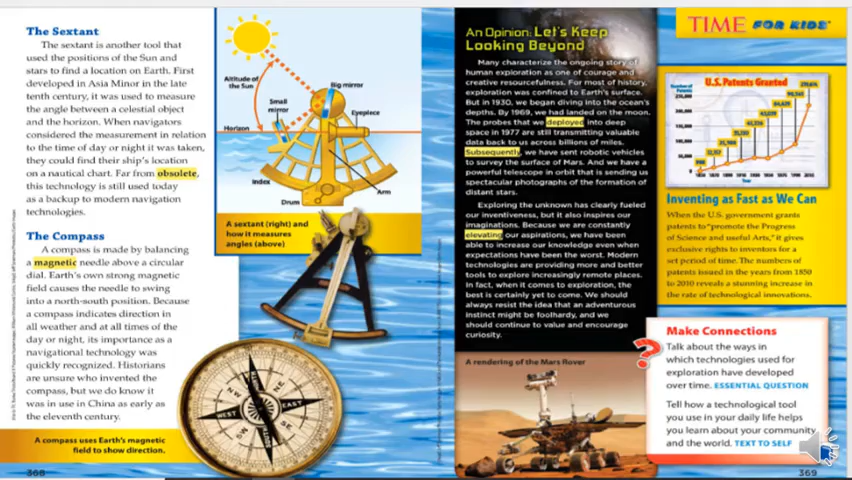 The Sextant
The sextant is another tool that
used the positions of the Sun and
stars to find a location on Earth. First
developed in Asia Minor in the late
tenth century, it was used to measure
the angle between a celestial object
and the horizon. When navigators
considered the measurement in relation
to the time of day or night it was taken,
they could find their ship's location
on a nautical chart. Far from obsolete,
this technology is still used today
as a backup to modern navigation
technologies.
The Compass
A compass is made by balancing
a magnetic needle above a circular
dial. Earth's own strong magnetic
field causes the needle to swing
into a north-south position. Because
a compass indicates direction in
all weather and at all times of the
day or night, its importance as a
navigational technology was
quickly recognized. Historians
are unsure who invented the
compass, but we do know it
was in use in China as early as
the eleventh century.
A compass uses Earth's magnetic
field to show direction.
368
Altitude of
the Sun
Big mirror
Small
mirror
Eyepiece
Horizon
Index
Arm
Drum
A sextant (right) and
how it measures
angles (above)
WEST
EAST
NW
SE
SW
An Opinion: Let's Keep
Looking Beyond
Many characterize the ongoing story of
human exploration as one of courage and
creative resourcefulness. For most of history,
exploration was confined to Earth's surface.
But in 1930, we began diving into the ocean's
depths. By 1969, we had landed on the moon.
The probes that we deployed into deep
space in 1977 are still transmitting valuable
data back to us across billions of miles.
Subsequently, we have sent robotic vehicles
to survey the surface of Mars. And we have a
powerful telescope in orbit that is sending us
spectacular photographs of the formation of
distant stars.
Exploring the unknown has clearly fueled
our inventiveness, but it also inspires our
imaginations. Because we are constantly
elevating our aspirations, we have been
able to increase our knowledge even when
expectations have been the worst. Modern
technologies are providing more and better
tools to explore increasingly remote places.
In fact, when it comes to exploration, the
best is certainly yet to come. We should
always resist the idea that an adventurous
instinct might be foolhardy, and we
should continue to value and encourage
curiosity.
A rendering of the Mars Rover
TIME FOR KIDS
U.S. Patents Granted
Number of
Patents
Year
Inventing as Fast as We Can
When the U.S. government grants
patents to "promote the Progress
of Science and useful Arts," it gives
exclusive rights to inventors for a
set period of time. The numbers of
patents issued in the years from 1850
to 2010 reveals a stunning increase in
the rate of technological innovations.
Make Connections
Talk about the ways in
which technologies used for
exploration have developed
over time. ESSENTIAL QUESTION
Tell how a technological tool
you use in your daily life helps
you learn about your community
and the world. TEXT TO SELF
369